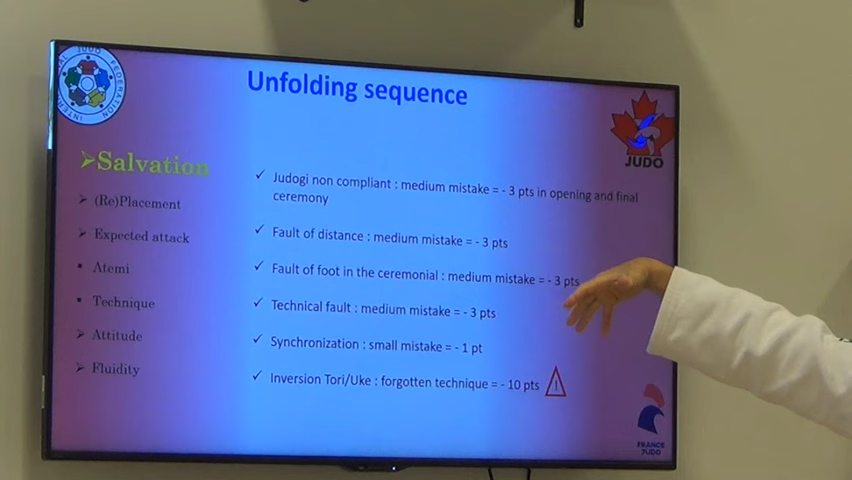 Unfolding sequence
INTERNATIONAL JUDO FEDERATION
JUDO
➢Salvation
➢ (Re)Placement
➢ Expected attack
▪ Atemi
▪ Technique
➢ Attitude
➢ Fluidity
✓ Judogi non compliant : medium mistake = - 3 pts in opening and final
ceremony
✓ Fault of distance : medium mistake = - 3 pts
✓ Fault of foot in the ceremonial : medium mistake = - 3 pts
✓ Technical fault : medium mistake = - 3 pts
✓ Synchronization : small mistake = - 1 pt
✓ Inversion Tori/Uke : forgotten technique = - 10 pts
FRANCE
JUDO